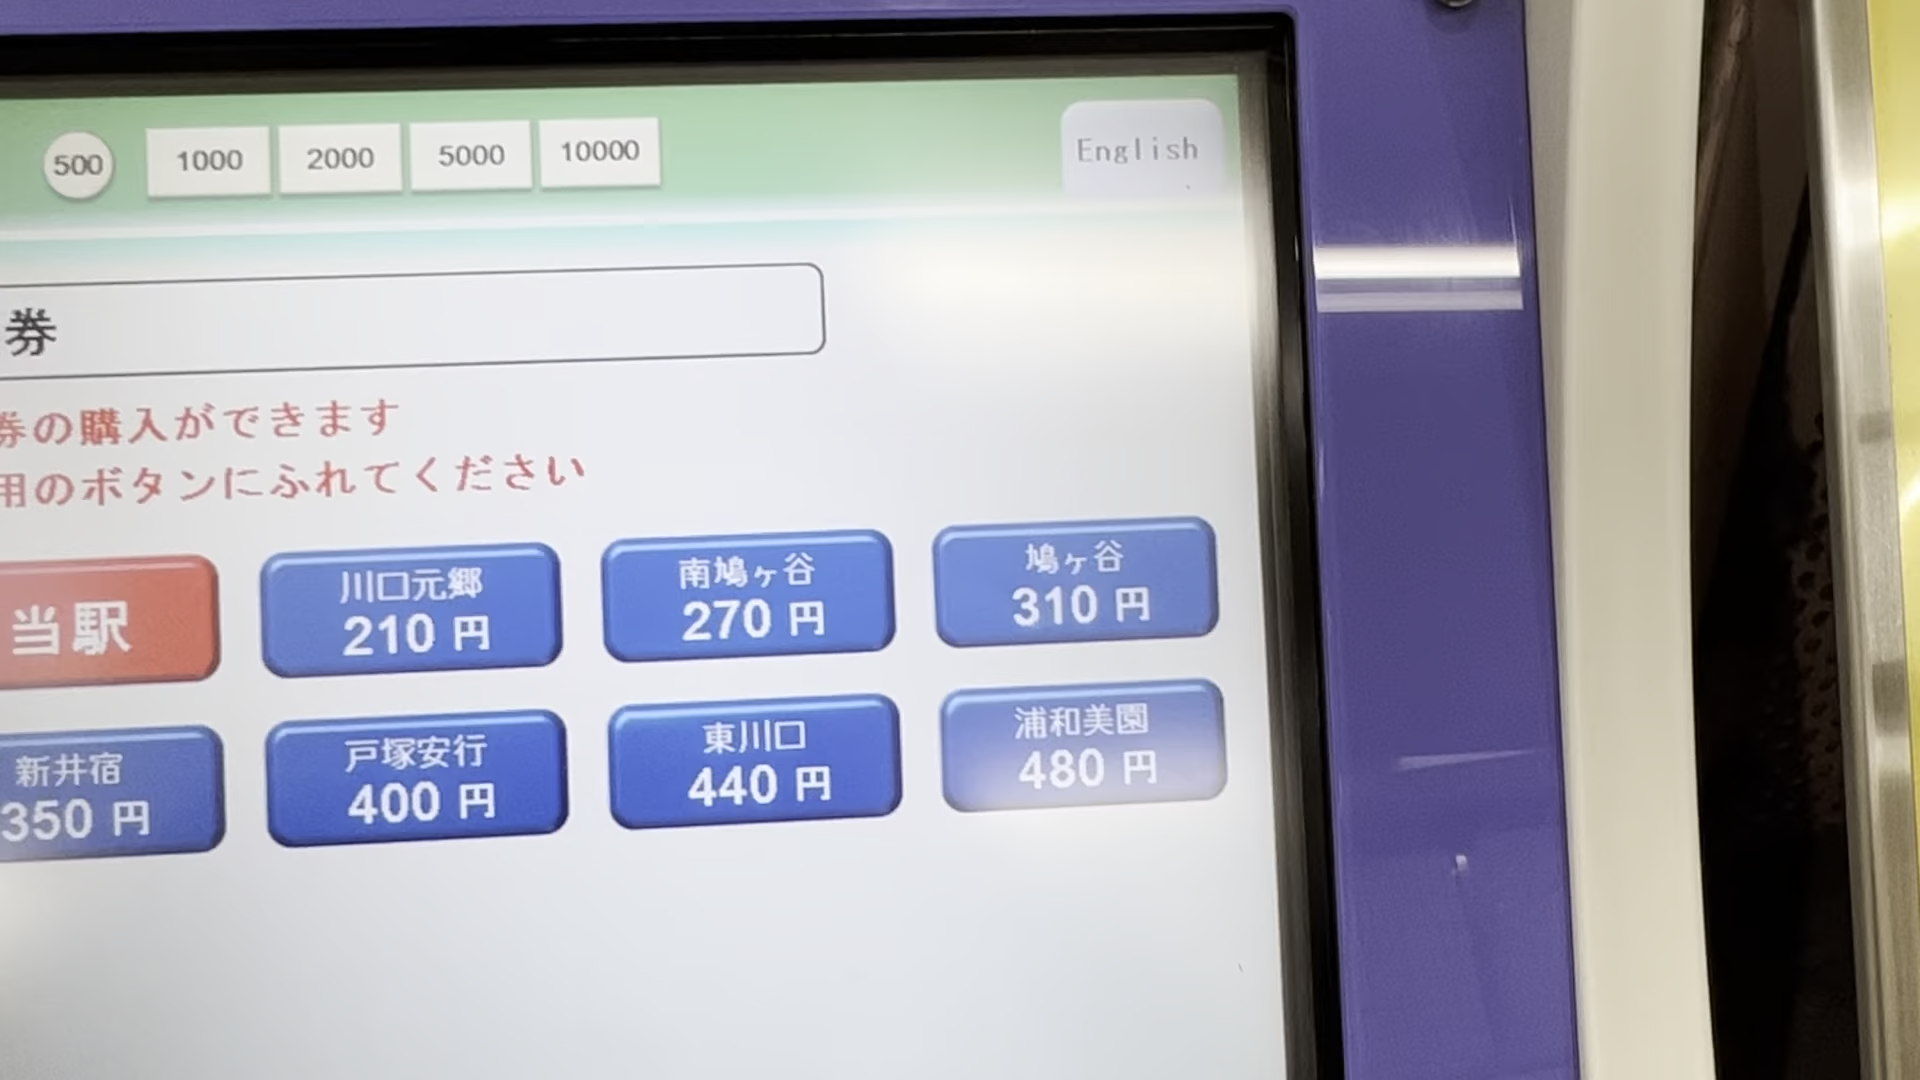 500 1000 2000 5000 10000 English
券
券の購入ができます
用のボタンにふれてください
当駅 川口元郷 南鳩ヶ谷 鳩ヶ谷
210 円 270 円 310 円
新井宿 戸塚安行 東川口 浦和美園
350 円 400 円 440 円 480 円